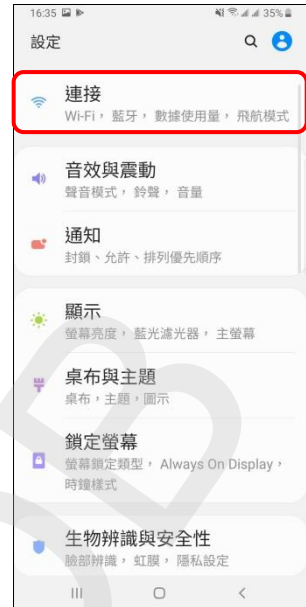 16:35 35%
設定
連接
Wi-Fi， 藍牙， 數據使用量， 飛航模式
音效與震動
聲音模式， 鈴聲， 音量
通知
封鎖、允許、排列優先順序
顯示
螢幕亮度， 藍光濾光器， 主螢幕
桌布與主題
桌布，主題，圖示
鎖定螢幕
螢幕鎖定類型， Always On Display，
時鐘樣式
生物辨識與安全性
臉部辨識， 虹膜， 隱私設定